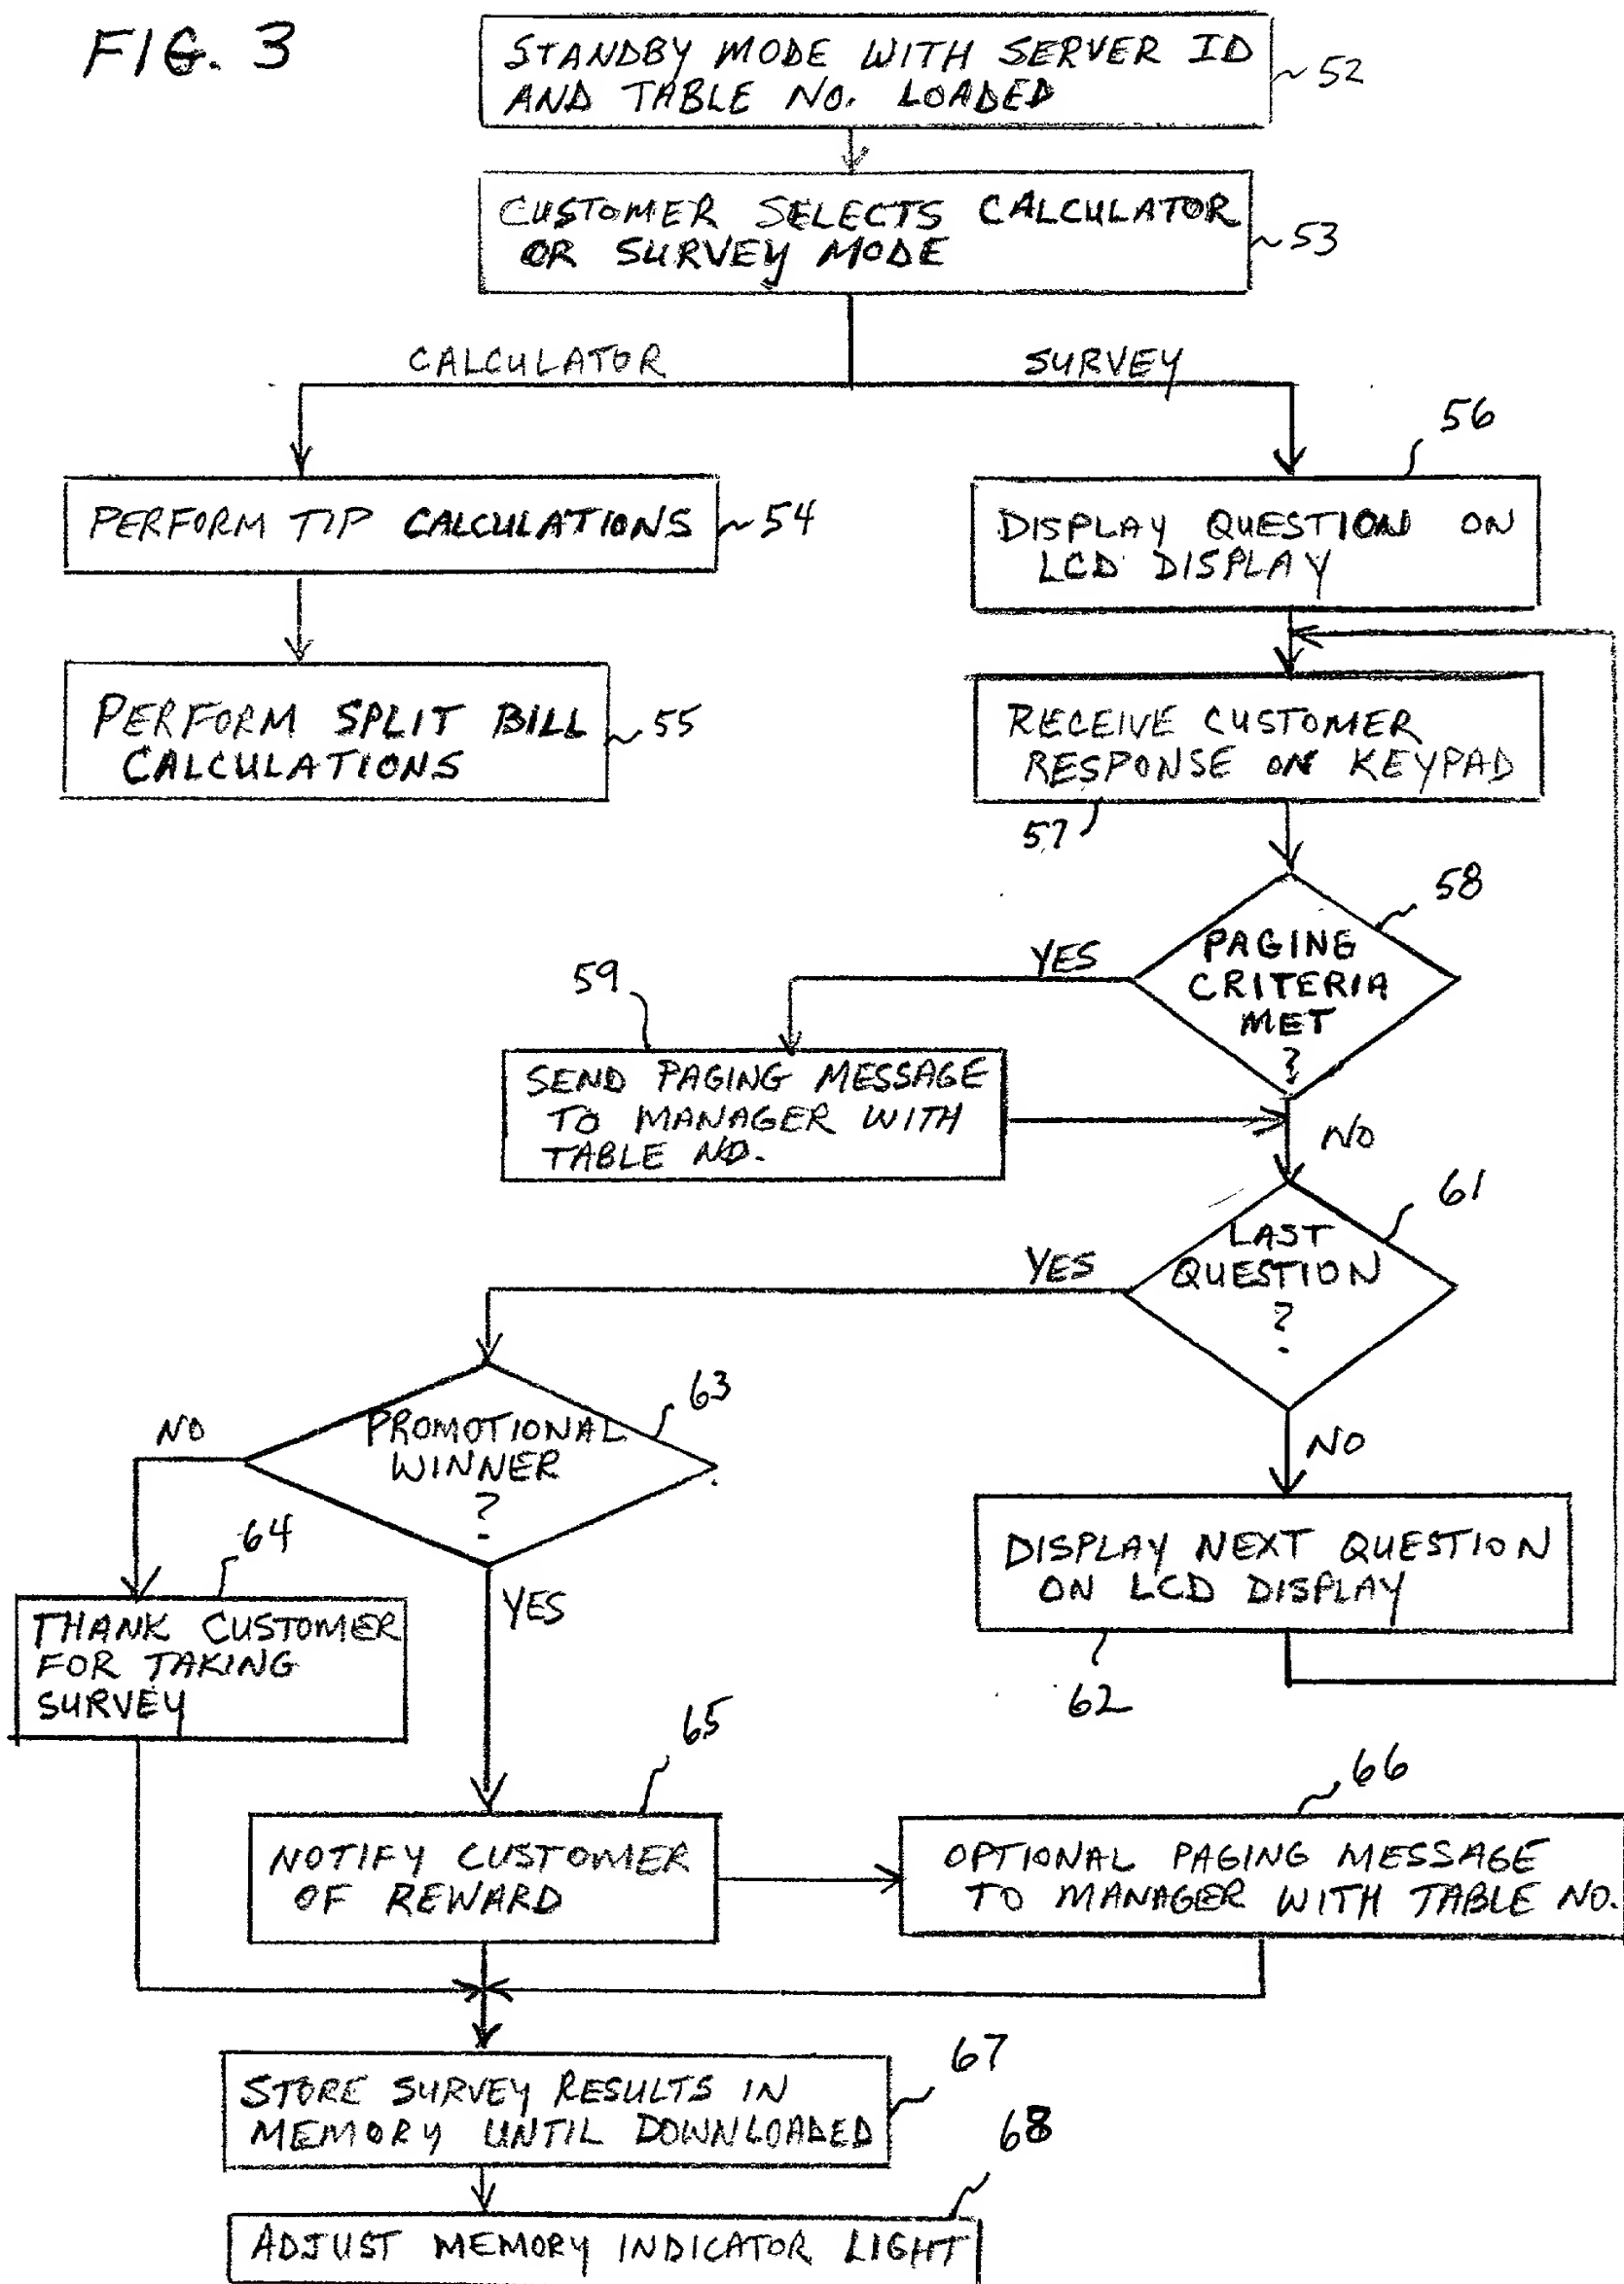 FIG. 3
STANDBY MODE WITH SERVER ID
AND TABLE NO. LOADED
52
CUSTOMER SELECTS CALCULATOR
OR SURVEY MODE
53
CALCULATOR
SURVEY
56
PERFORM TIP CALCULATIONS
54
DISPLAY QUESTION ON
LCD DISPLAY
PERFORM SPLIT BILL
CALCULATIONS
55
RECEIVE CUSTOMER
RESPONSE ON KEYPAD
57
58
PAGING
CRITERIA
MET
?
YES
59
SEND PAGING MESSAGE
TO MANAGER WITH
TABLE NO.
NO
61
LAST
QUESTION
?
YES
63
PROMOTIONAL
WINNER
?
NO
NO
64
THANK CUSTOMER
FOR TAKING
SURVEY
YES
DISPLAY NEXT QUESTION
ON LCD DISPLAY
62
65
66
NOTIFY CUSTOMER
OF REWARD
OPTIONAL PAGING MESSAGE
TO MANAGER WITH TABLE NO.
67
STORE SURVEY RESULTS IN
MEMORY UNTIL DOWNLOADED
68
ADJUST MEMORY INDICATOR LIGHT